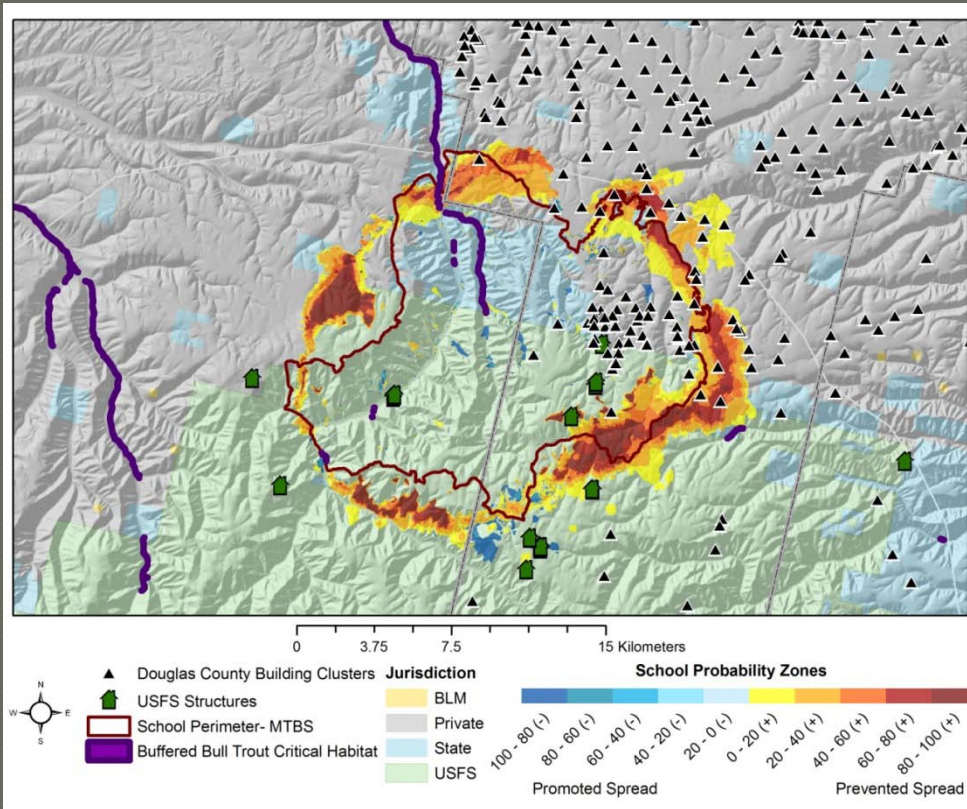 0 3.75 7.5 15 Kilometers
N
W E
S
Douglas County Building Clusters
USFS Structures
School Perimeter- MTBS
Buffered Bull Trout Critical Habitat
Jurisdiction
BLM
Private
State
USFS
School Probability Zones
100 - 80 (-)
80 - 60 (-)
60 - 40 (-)
40 - 20 (-)
20 - 0 (-)
0 - 20 (+)
20 - 40 (+)
40 - 60 (+)
60 - 80 (+)
80 - 100 (+)
Promoted Spread Prevented Spread